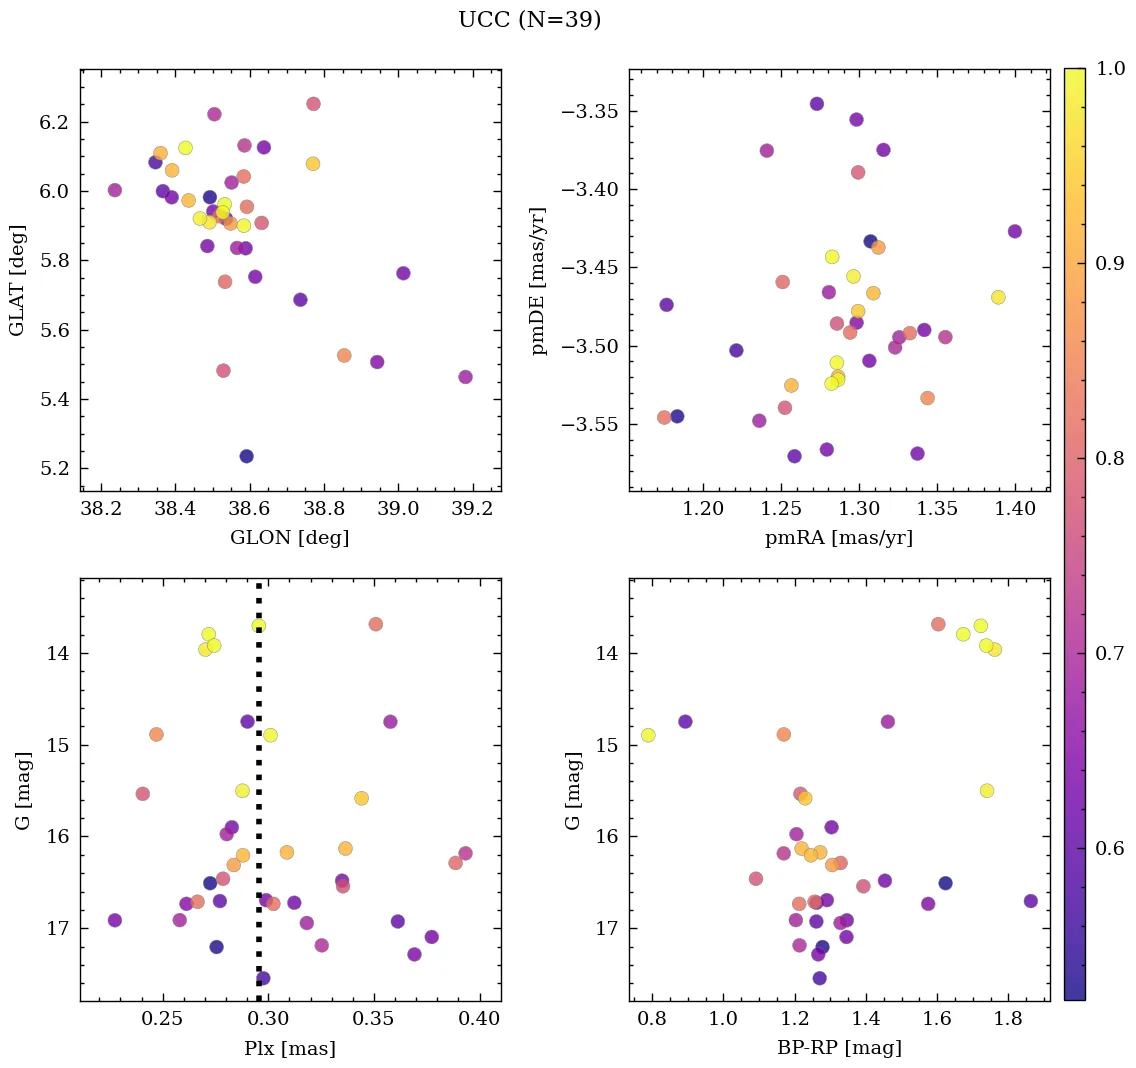 UCC (N=39)
6.2
6.0
5.8
5.6
5.4
5.2
GLAT [deg]
38.2 38.4 38.6 38.8 39.0 39.2
GLON [deg]
−3.35
−3.40
−3.45
−3.50
−3.55
pmDE [mas/yr]
1.20 1.25 1.30 1.35 1.40
pmRA [mas/yr]
1.0
0.9
0.8
0.7
0.6
14
15
16
17
G [mag]
0.25 0.30 0.35 0.40
Plx [mas]
14
15
16
17
G [mag]
0.8 1.0 1.2 1.4 1.6 1.8
BP-RP [mag]